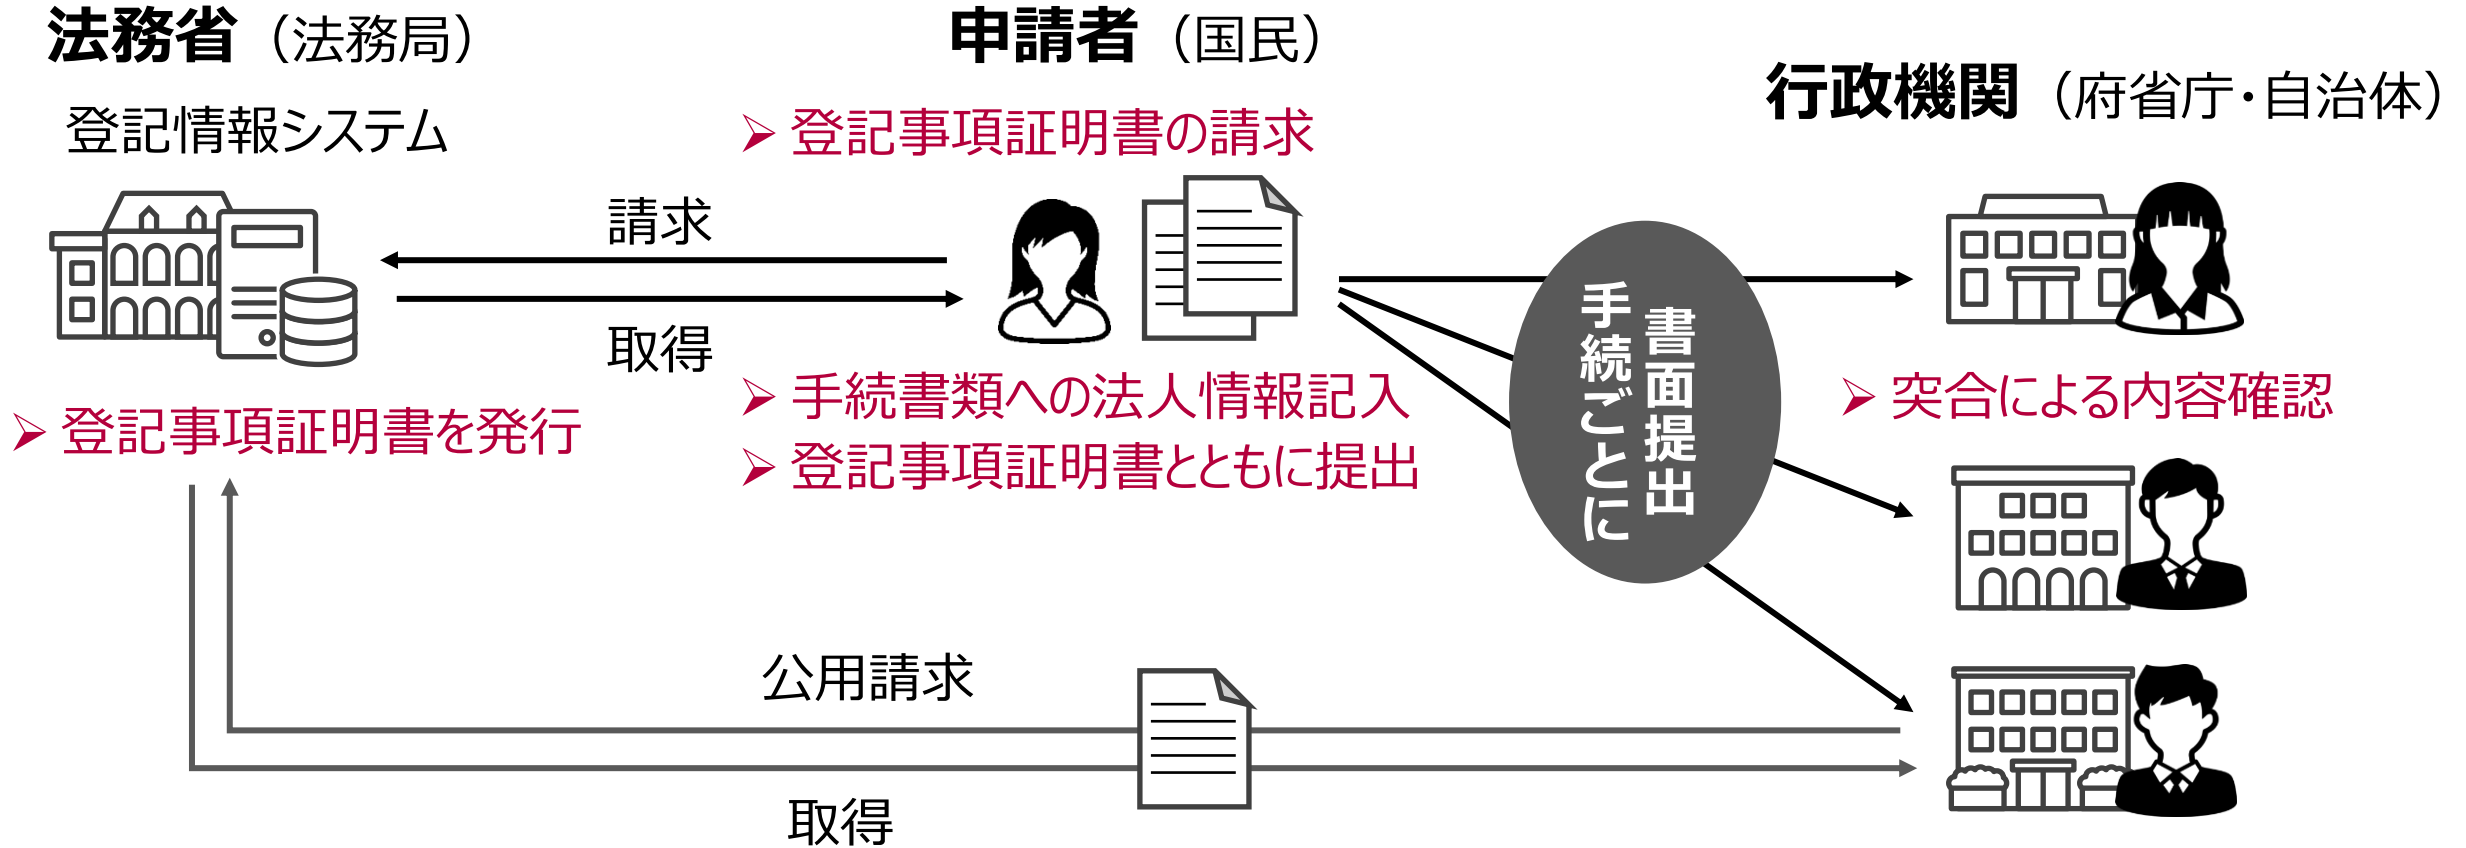 法務省（法務局）
登記情報システム
➢ 登記事項証明書を発行
申請者（国民）
➢ 登記事項証明書の請求
請求
取得
➢ 手続書類への法人情報記入
➢ 登記事項証明書とともに提出
書面提出
手続ごとに
行政機関（府省庁･自治体）
➢ 突合による内容確認
公用請求
取得